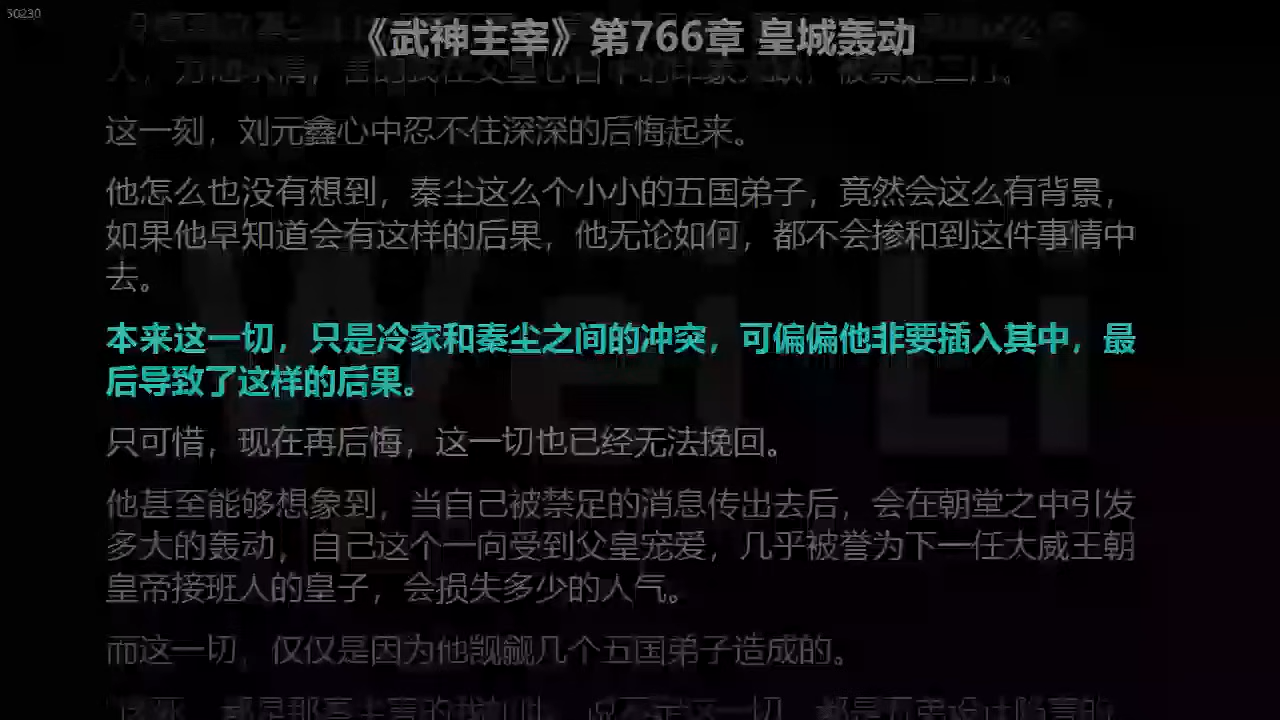 50230
《武神主宰》第766章 皇城轰动
这一刻，刘元鑫心中忍不住深深的后悔起来。
他怎么也没有想到，秦尘这么个小小的五国弟子，竟然会这么有背景，
如果他早知道会有这样的后果，他无论如何，都不会掺和到这件事情中
去。
本来这一切，只是冷家和秦尘之间的冲突，可偏偏他非要插入其中，最
后导致了这样的后果。
只可惜，现在再后悔，这一切也已经无法挽回。
他甚至能够想象到，当自己被禁足的消息传出去后，会在朝堂之中引发
多大的轰动，自己这个一向受到父皇宠爱，几乎被誉为下一任大威王朝
皇帝接班人的皇子，会损失多少的人气。
而这一切，仅仅是因为他觊觎几个五国弟子造成的。